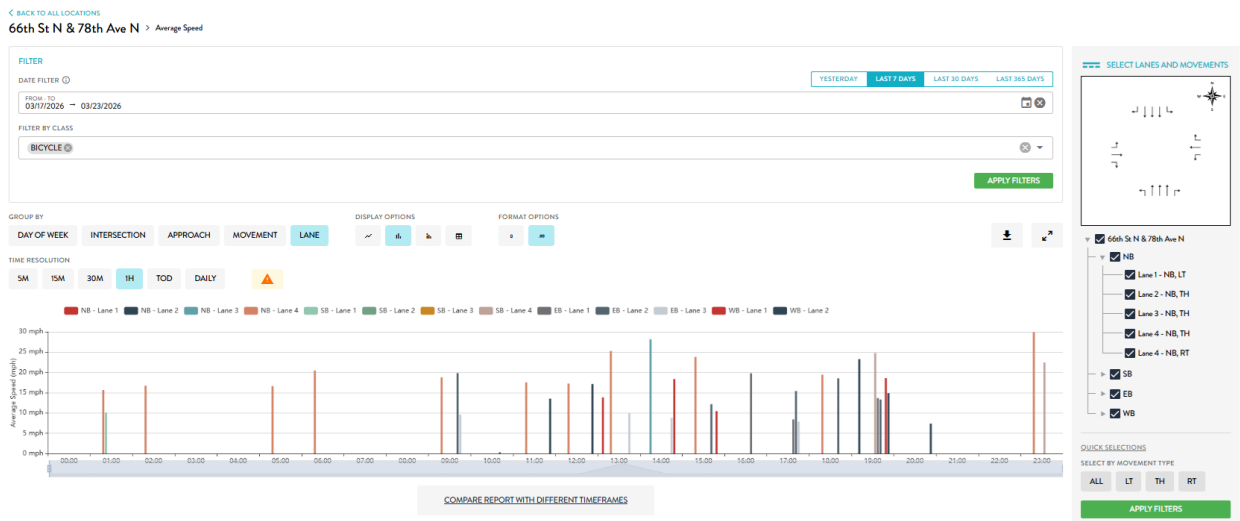 BACK TO ALL LOCATIONS
66th St N & 78th Ave N > Average Speed
FILTER
DATE FILTER
YESTERDAY LAST 7 DAYS LAST 30 DAYS LAST 365 DAYS
FROM - TO
03/17/2026 → 03/23/2026
FILTER BY CLASS
BICYCLE
APPLY FILTERS
GROUP BY
DAY OF WEEK INTERSECTION APPROACH MOVEMENT LANE
DISPLAY OPTIONS
FORMAT OPTIONS
TIME RESOLUTION
5M 15M 30M 1H TOD DAILY
NB - Lane 1 NB - Lane 2 NB - Lane 3 NB - Lane 4 SB - Lane 1 SB - Lane 2 SB - Lane 3 SB - Lane 4 EB - Lane 1 EB - Lane 2 EB - Lane 3 WB - Lane 1 WB - Lane 2
Average Speed (mph)
30 mph
25 mph
20 mph
15 mph
10 mph
5 mph
0 mph
00:00 01:00 02:00 03:00 04:00 05:00 06:00 07:00 08:00 09:00 10:00 11:00 12:00 13:00 14:00 15:00 16:00 17:00 18:00 19:00 20:00 21:00 22:00 23:00
COMPARE REPORT WITH DIFFERENT TIMEFRAMES
SELECT LANES AND MOVEMENTS
66th St N & 78th Ave N
NB
Lane 1 - NB, LT
Lane 2 - NB, TH
Lane 3 - NB, TH
Lane 4 - NB, TH
Lane 4 - NB, RT
SB
EB
WB
QUICK SELECTIONS
SELECT BY MOVEMENT TYPE
ALL LT TH RT
APPLY FILTERS